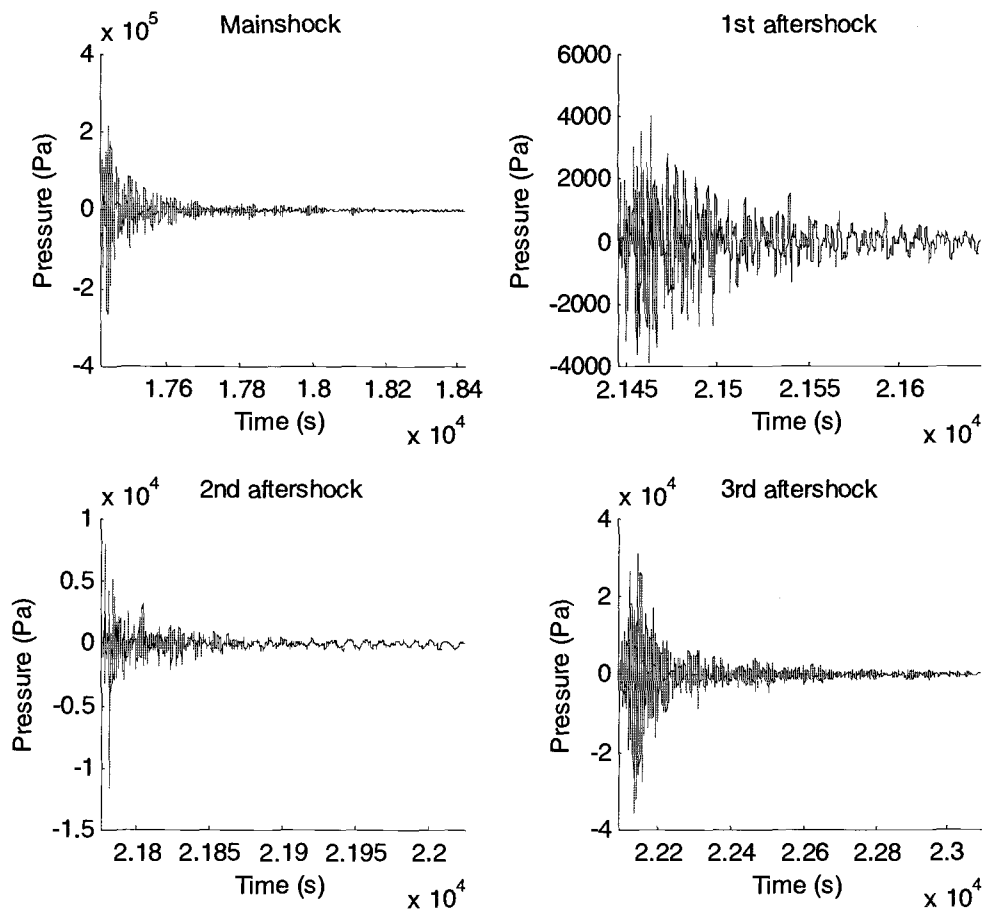 x 10^5
Mainshock
4
2
0
-2
-4
Pressure (Pa)
1.76 1.78 1.8 1.82 1.84
Time (s)
x 10^4
1st aftershock
6000
4000
2000
0
-2000
-4000
Pressure (Pa)
2.145 2.15 2.155 2.16
Time (s)
x 10^4
x 10^4
2nd aftershock
1
0.5
0
-0.5
-1
-1.5
Pressure (Pa)
2.18 2.185 2.19 2.195 2.2
Time (s)
x 10^4
x 10^4
3rd aftershock
4
2
0
-2
-4
Pressure (Pa)
2.22 2.24 2.26 2.28 2.3
Time (s)
x 10^4